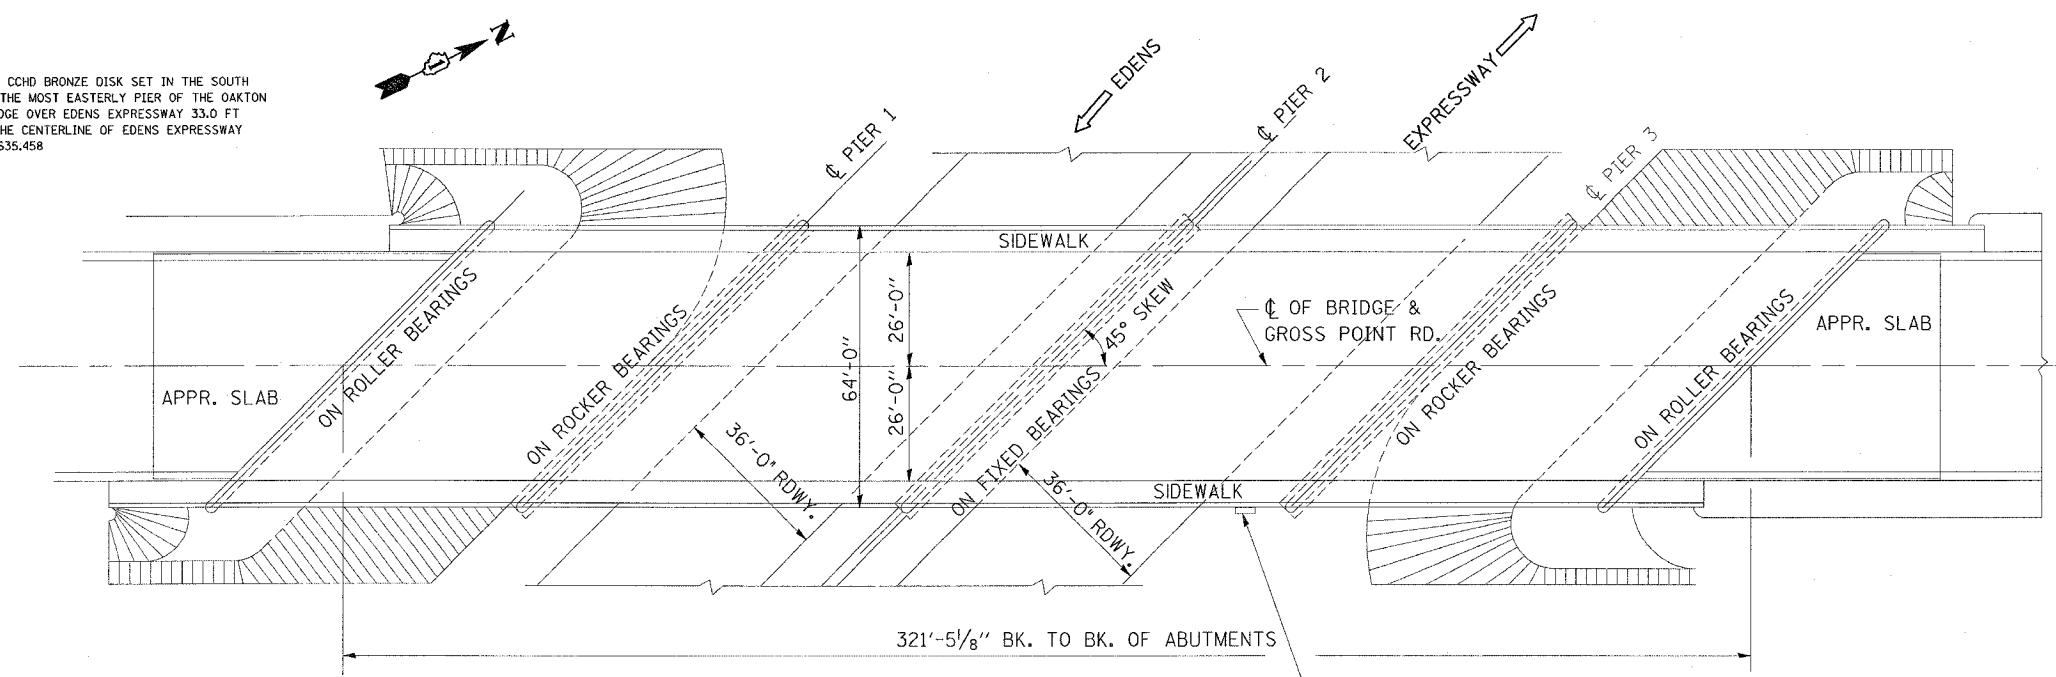 CCHD BRONZE DISK SET IN THE SOUTH
THE MOST EASTERLY PIER OF THE OAKTON
OVER EDENS EXPRESSWAY 33.0 FT
THE CENTERLINE OF EDENS EXPRESSWAY
635.458
N
EDENS
EXPRESSWAY
℄ PIER 1
℄ PIER 2
℄ PIER 3
SIDEWALK
ON ROLLER BEARINGS
ON ROCKER BEARINGS
64'-0"
26'-0"
26'-0"
45° SKEW
ON FIXED BEARINGS
℄ OF BRIDGE &
GROSS POINT RD.
ON ROCKER BEARINGS
ON ROLLER BEARINGS
APPR. SLAB
APPR. SLAB
36'-0" RDWY.
36'-0" RDWY.
SIDEWALK
321'-5 1/8" BK. TO BK. OF ABUTMENTS